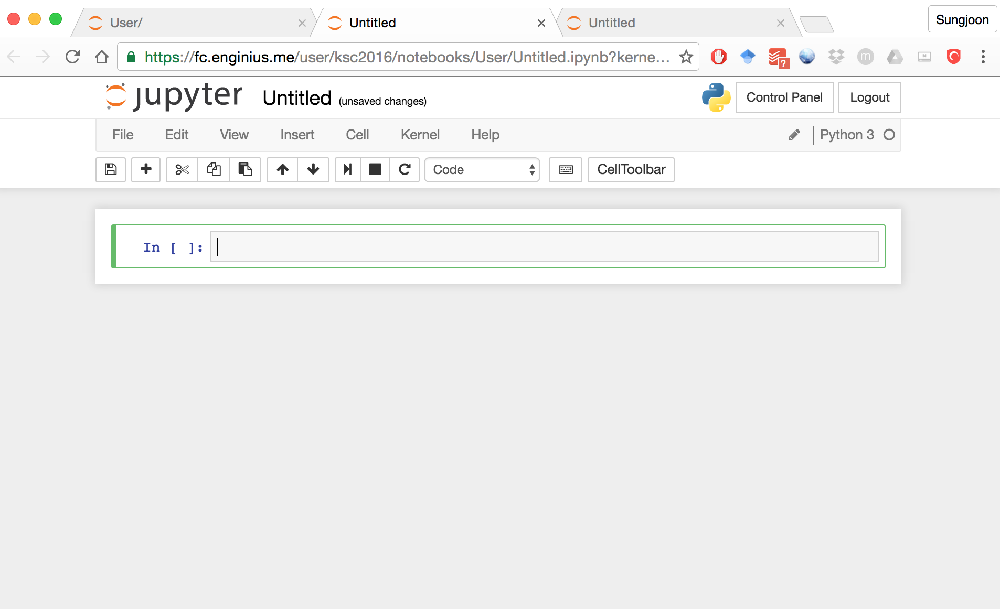 User/
Untitled
Untitled
Sungjoon
https://fc.enginius.me/user/ksc2016/notebooks/User/Untitled.ipynb?kerne...
?
m
N
jupyter Untitled (unsaved changes)
Control Panel
Logout
File Edit View Insert Cell Kernel Help
Python 3
Code
CellToolbar
In [ ]: